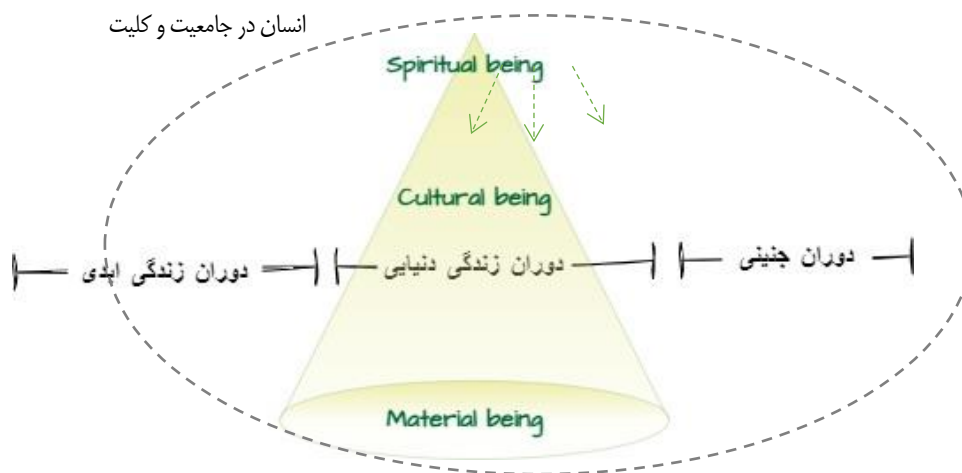 انسان در جامعیت و کلیت
Spiritual being
Cultural being
دوران جنینی
دوران زندگی دنیایی
دوران زندگی ابدی
Material being